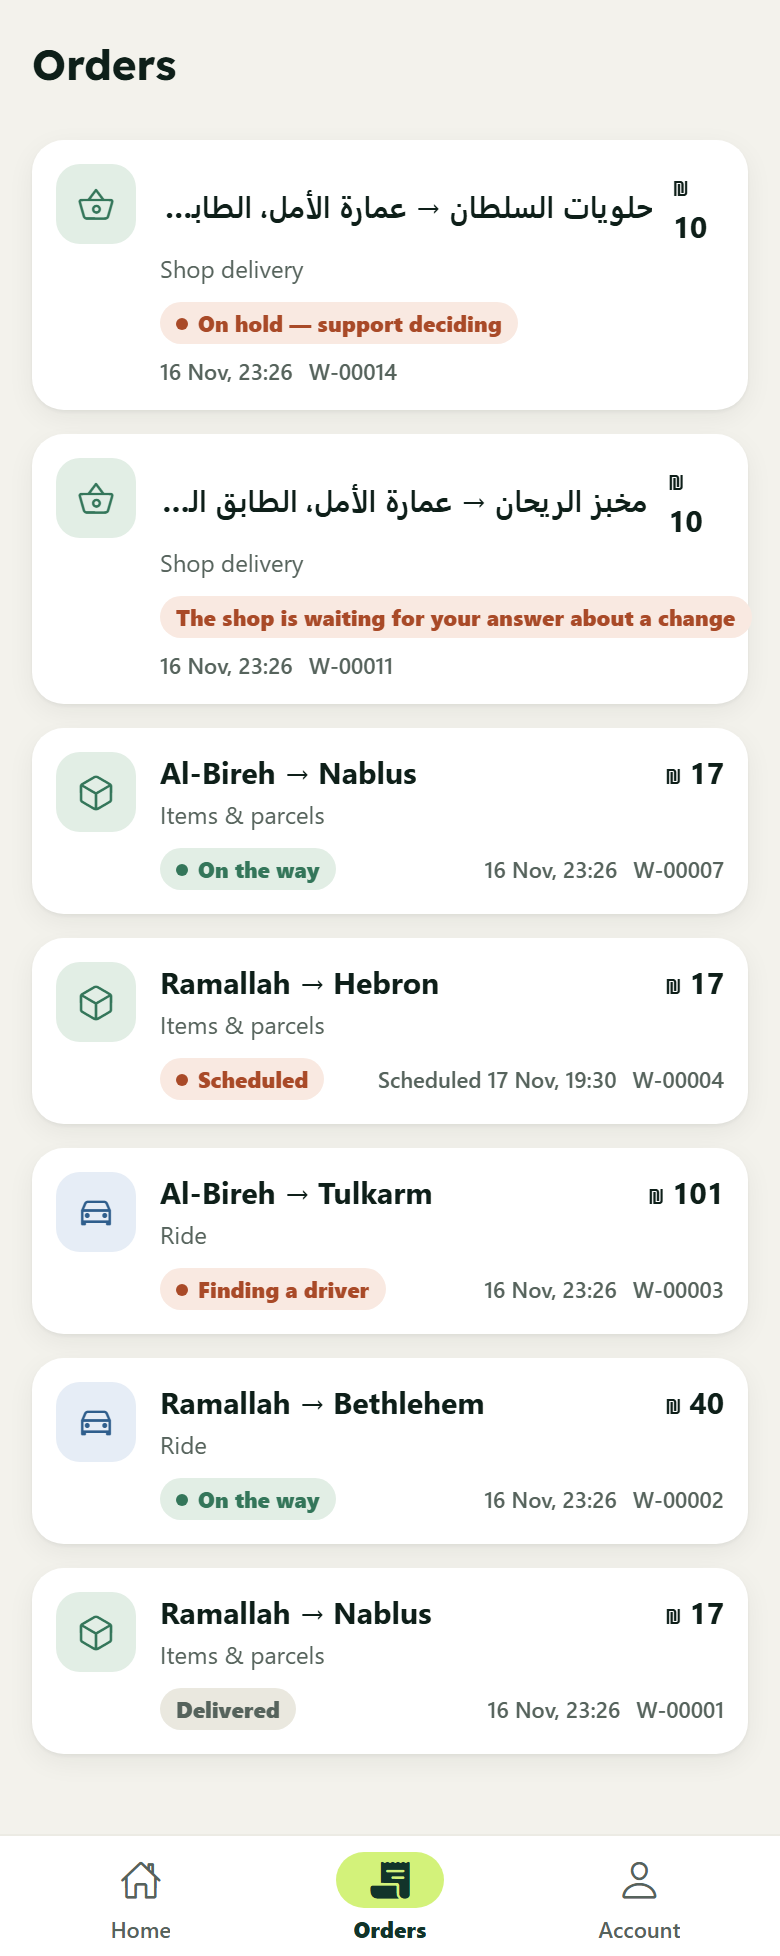 Orders
حلويات السلطان → عمارة الأمل، الطابـ...
₪
10
Shop delivery
On hold — support deciding
16 Nov, 23:26 W-00014
مخبز الريحان → عمارة الأمل، الطابق الـ...
₪
10
Shop delivery
The shop is waiting for your answer about a change
16 Nov, 23:26 W-00011
Al-Bireh → Nablus ₪ 17
Items & parcels
On the way 16 Nov, 23:26 W-00007
Ramallah → Hebron ₪ 17
Items & parcels
Scheduled Scheduled 17 Nov, 19:30 W-00004
Al-Bireh → Tulkarm ₪ 101
Ride
Finding a driver 16 Nov, 23:26 W-00003
Ramallah → Bethlehem ₪ 40
Ride
On the way 16 Nov, 23:26 W-00002
Ramallah → Nablus ₪ 17
Items & parcels
Delivered 16 Nov, 23:26 W-00001
Home Orders Account